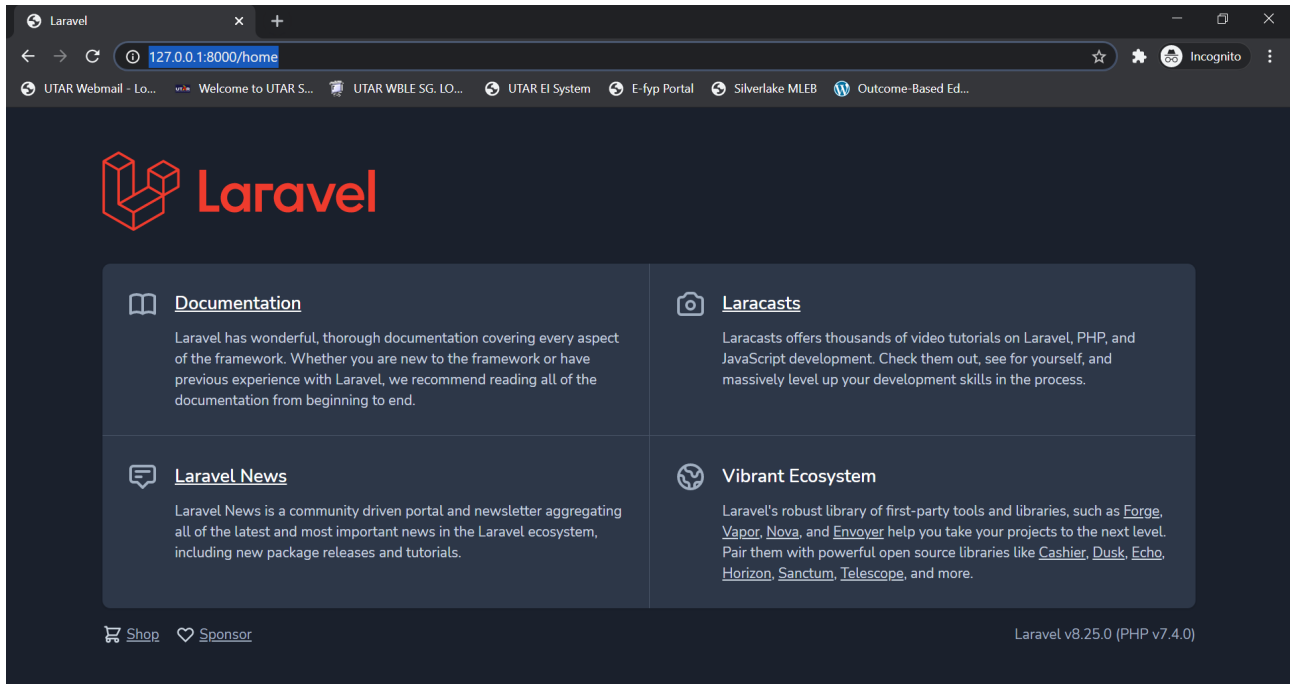 Laravel
127.0.0.1:8000/home
Incognito
UTAR Webmail - Lo...
Welcome to UTAR S...
UTAR WBLE SG. LO...
UTAR EI System
E-fyp Portal
Silverlake MLEB
Outcome-Based Ed...
Laravel
Documentation
Laravel has wonderful, thorough documentation covering every aspect
of the framework. Whether you are new to the framework or have
previous experience with Laravel, we recommend reading all of the
documentation from beginning to end.
Laracasts
Laracasts offers thousands of video tutorials on Laravel, PHP, and
JavaScript development. Check them out, see for yourself, and
massively level up your development skills in the process.
Laravel News
Laravel News is a community driven portal and newsletter aggregating
all of the latest and most important news in the Laravel ecosystem,
including new package releases and tutorials.
Vibrant Ecosystem
Laravel's robust library of first-party tools and libraries, such as Forge,
Vapor, Nova, and Envoyer help you take your projects to the next level.
Pair them with powerful open source libraries like Cashier, Dusk, Echo,
Horizon, Sanctum, Telescope, and more.
Shop
Sponsor
Laravel v8.25.0 (PHP v7.4.0)